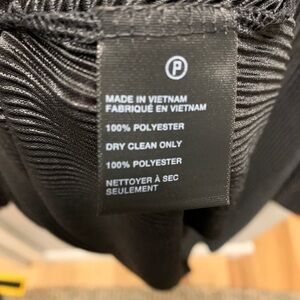 P
MADE IN VIETNAM
FABRIQUÉ EN VIETNAM
100% POLYESTER
DRY CLEAN ONLY
100% POLYESTER
NETTOYER À SEC
SEULEMENT